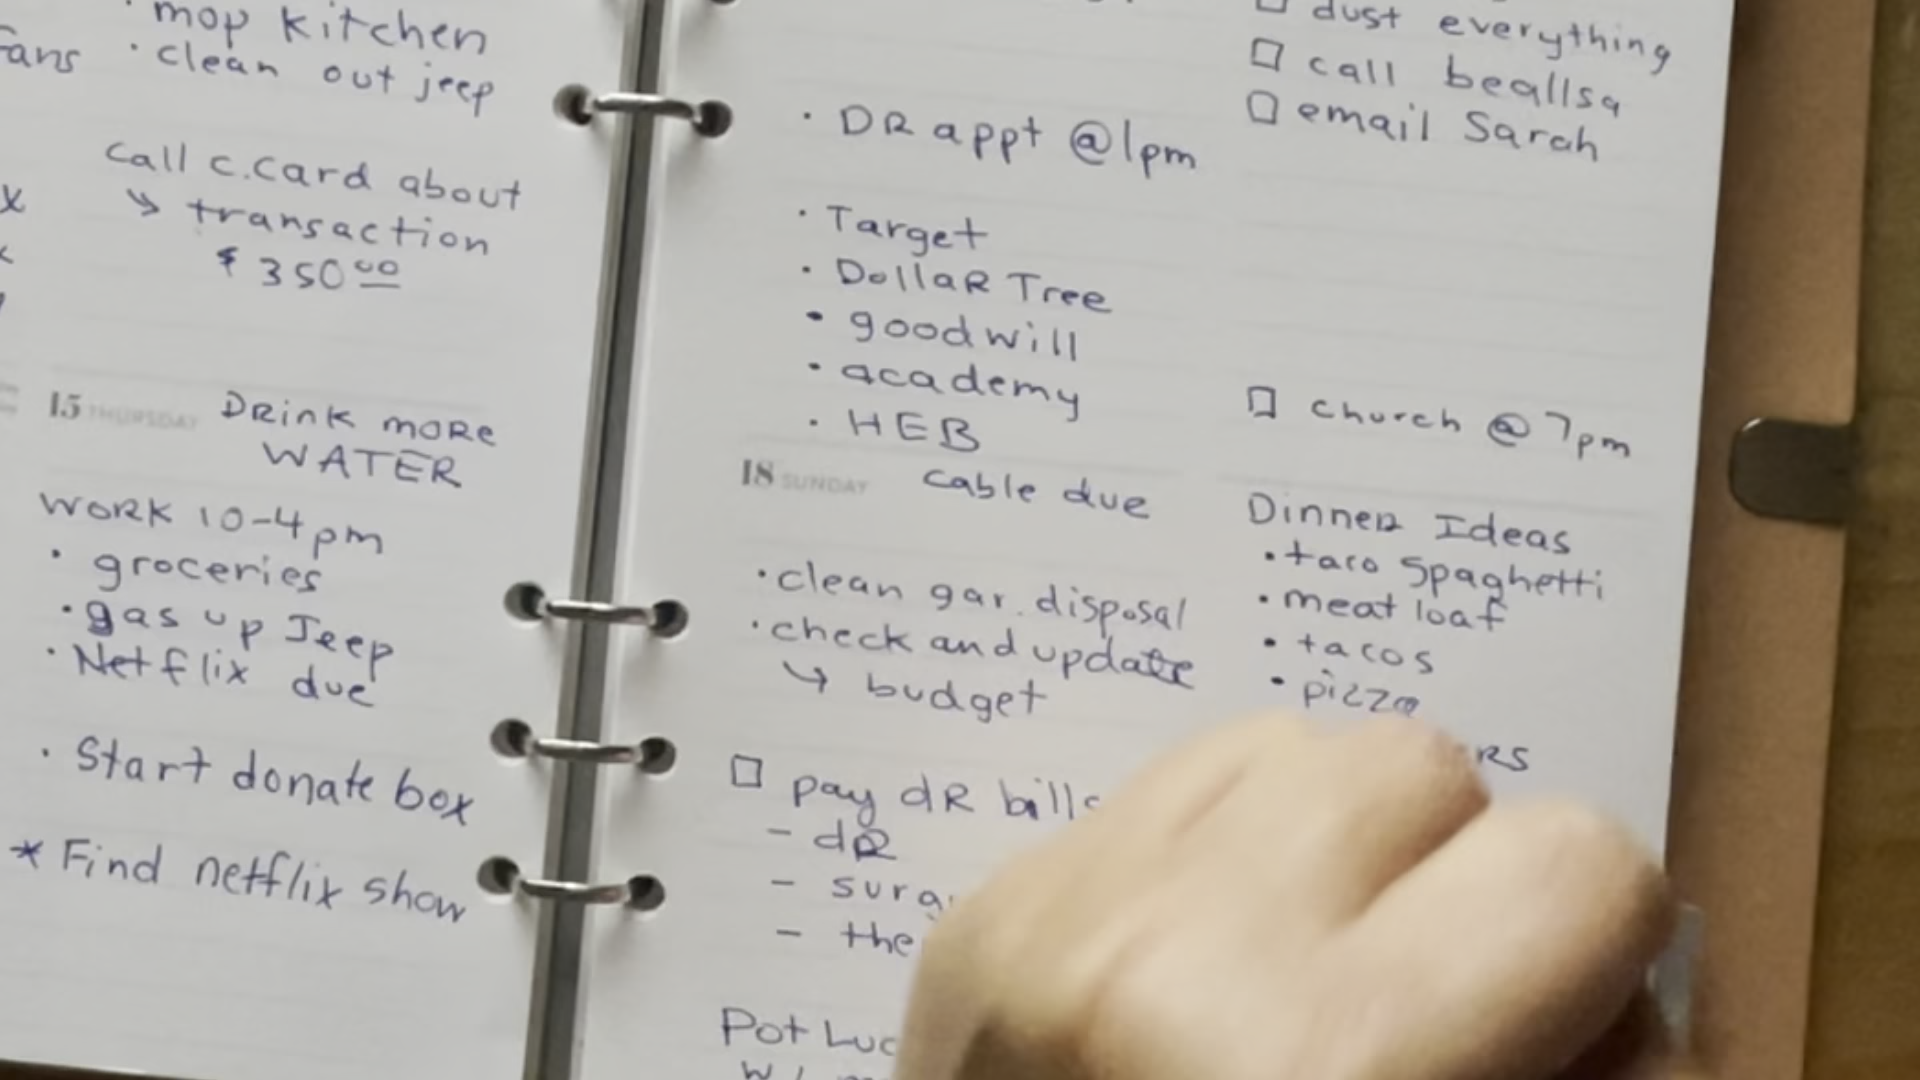 mop kitchen
fans
• clean out jeep
call c.card about
↳ transaction
$ 350 00
15 THURSDAY
DRink moRe
WATER
WORK 10-4pm
• groceries
• gas up Jeep
• Netflix due
• Start donate box
* Find netflix show
• DR appt @1pm
• Target
• DollaR Tree
• goodwill
• academy
• HEB
18 SUNDAY
cable due
• clean gar. disposal
• check and update
↳ budget
☐ pay dR bills
- dR
☐ dust everything
☐ call beallsa
☐ email Sarah
☐ church @ 7pm
Dinner Ideas
• taco spaghetti
• meat loaf
• tacos
• pizza